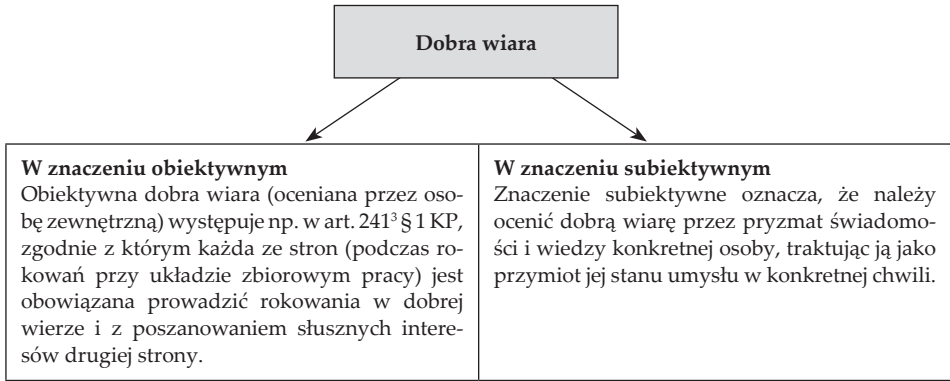 Dobra wiara
W znaczeniu obiektywnym
Obiektywna dobra wiara (oceniana przez oso-
bę zewnętrzną) występuje np. w art. 241³ § 1 KP,
zgodnie z którym każda ze stron (podczas ro-
kowań przy układzie zbiorowym pracy) jest
obowiązana prowadzić rokowania w dobrej
wierze i z poszanowaniem słusznych intere-
sów drugiej strony.
W znaczeniu subiektywnym
Znaczenie subiektywne oznacza, że należy
ocenić dobrą wiarę przez pryzmat świadomo-
ści i wiedzy konkretnej osoby, traktując ją jako
przymiot jej stanu umysłu w konkretnej chwili.